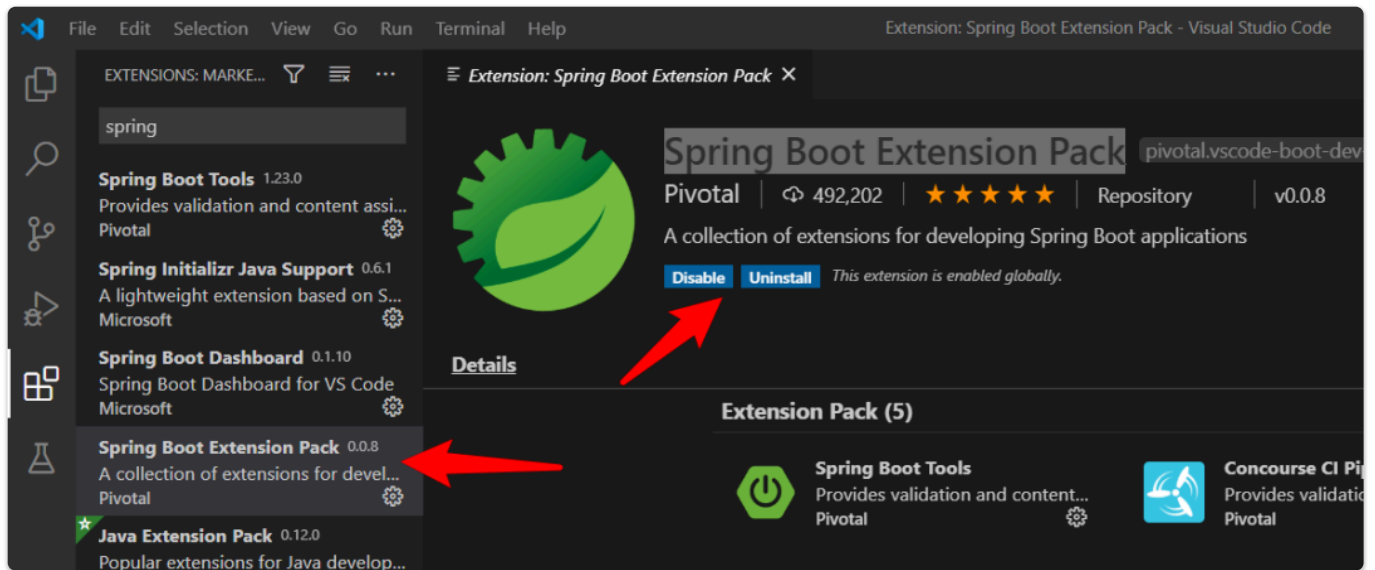 File Edit Selection View Go Run Terminal Help
Extension: Spring Boot Extension Pack - Visual Studio Code
EXTENSIONS: MARKE...
spring
Spring Boot Tools 1.23.0
Provides validation and content assi...
Pivotal
Spring Initializr Java Support 0.6.1
A lightweight extension based on S...
Microsoft
Spring Boot Dashboard 0.1.10
Spring Boot Dashboard for VS Code
Microsoft
Spring Boot Extension Pack 0.0.8
A collection of extensions for devel...
Pivotal
Java Extension Pack 0.12.0
Popular extensions for Java develop...
Extension: Spring Boot Extension Pack
Spring Boot Extension Pack pivotal.vscode-boot-dev-
Pivotal 492,202 Repository v0.0.8
A collection of extensions for developing Spring Boot applications
Disable Uninstall This extension is enabled globally.
Details
Extension Pack (5)
Spring Boot Tools
Provides validation and content...
Pivotal
Concourse CI Pi
Provides validatio
Pivotal